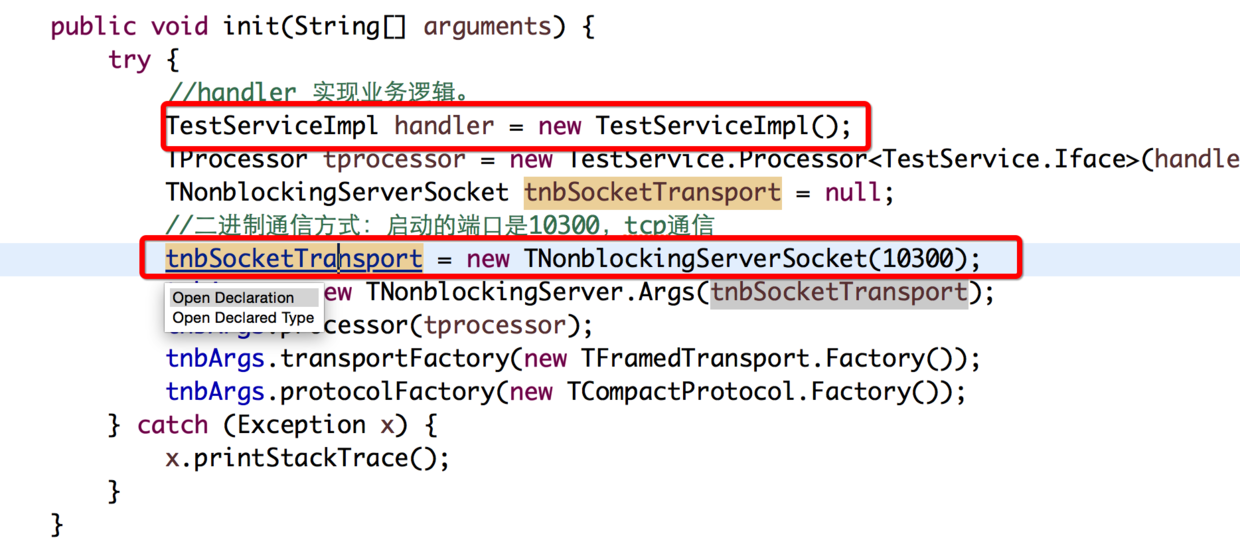 public void init(String[] arguments) {
try {
//handler 实现业务逻辑。
TestServiceImpl handler = new TestServiceImpl();
TProcessor tprocessor = new TestService.Processor<TestService.Iface>(handle
TNonblockingServerSocket tnbSocketTransport = null;
//二进制通信方式：启动的端口是10300，tcp通信
tnbSocketTransport = new TNonblockingServerSocket(10300);
ew TNonblockingServer.Args(tnbSocketTransport);
Open Declaration
Open Declared Type
tnbArgs.processor(tprocessor);
tnbArgs.transportFactory(new TFramedTransport.Factory());
tnbArgs.protocolFactory(new TCompactProtocol.Factory());
} catch (Exception x) {
x.printStackTrace();
}
}